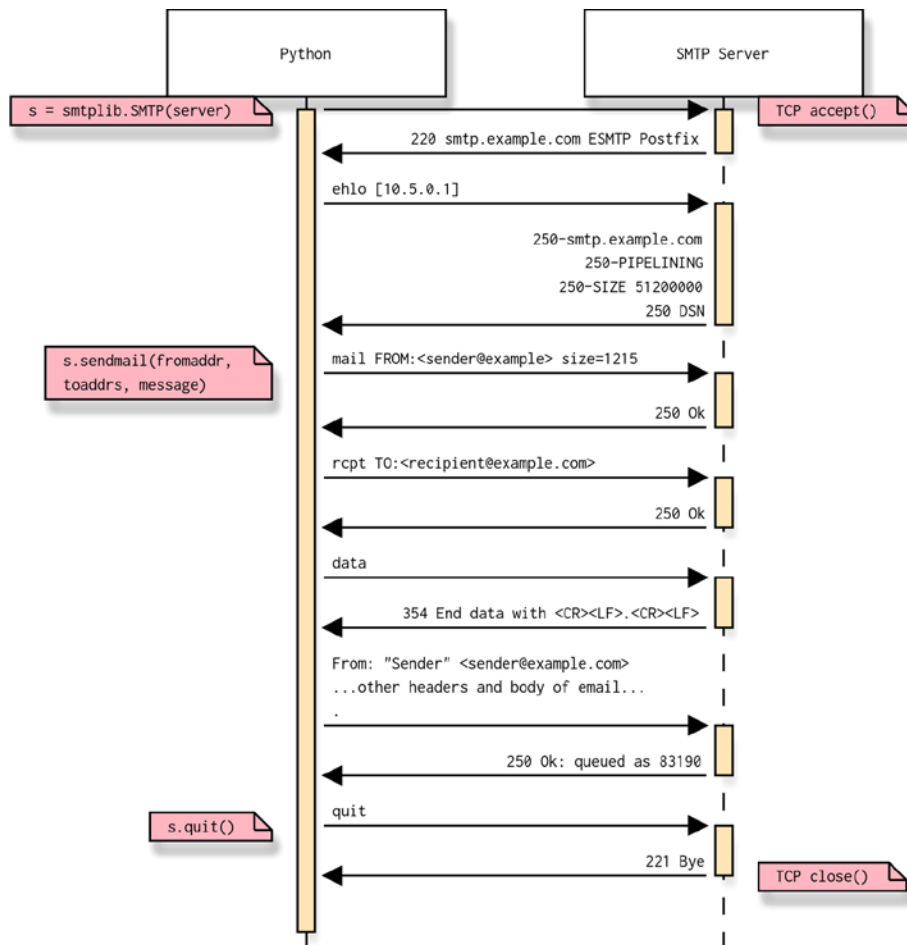 Python
SMTP Server
s = smtplib.SMTP(server)
TCP accept()
220 smtp.example.com ESMTP Postfix
ehlo [10.5.0.1]
250-smtp.example.com
250-PIPELINING
250-SIZE 51200000
250 DSN
s.sendmail(fromaddr,
toaddrs, message)
mail FROM:<sender@example> size=1215
250 Ok
rcpt TO:<recipient@example.com>
250 Ok
data
354 End data with <CR><LF>.<CR><LF>
From: "Sender" <sender@example.com>
...other headers and body of email...
.
250 Ok: queued as 83190
s.quit()
quit
221 Bye
TCP close()